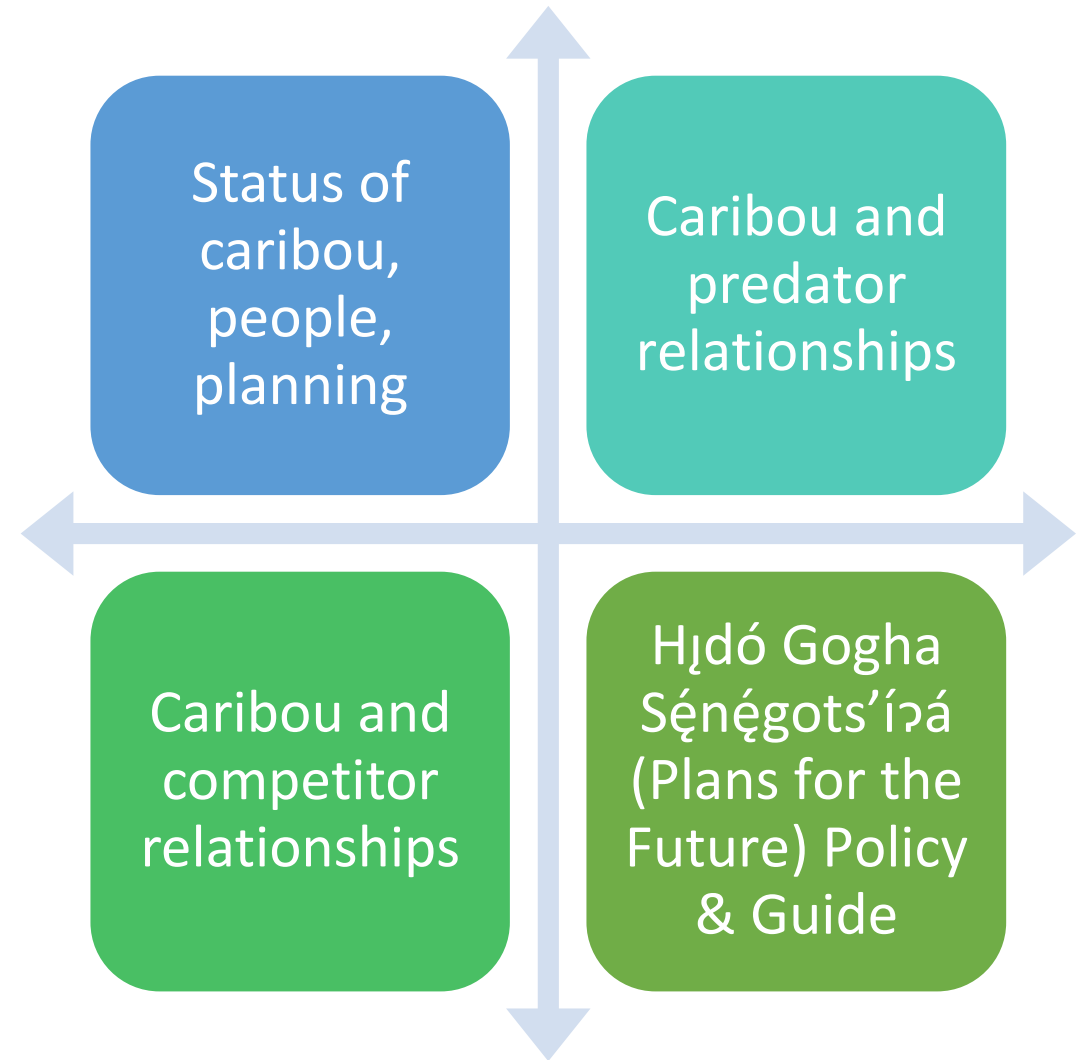 Status of
caribou,
people,
planning
Caribou and
predator
relationships
Caribou and
competitor
relationships
Hı̨dó Gogha
Sę́nę́gots’íɂá
(Plans for the
Future) Policy
& Guide